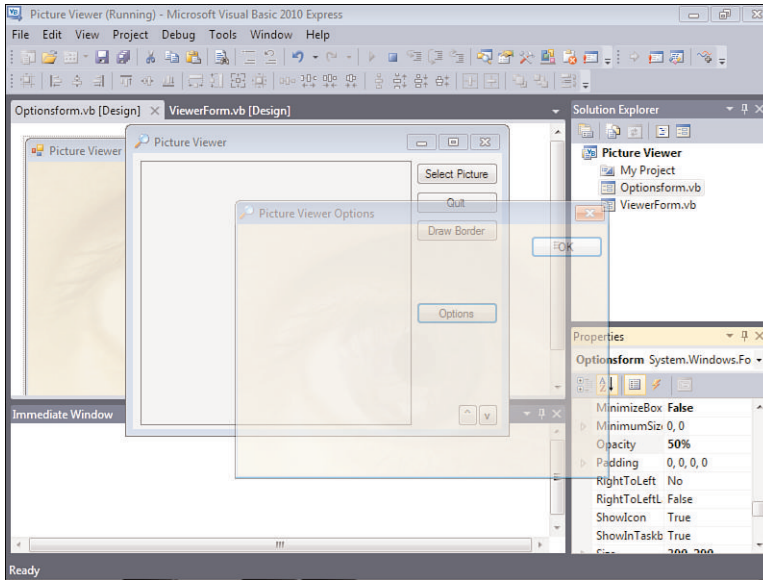 Picture Viewer (Running) - Microsoft Visual Basic 2010 Express
File Edit View Project Debug Tools Window Help
Optionsform.vb [Design] × ViewerForm.vb [Design]
Picture Viewer
Picture Viewer
Select Picture
Quit
Draw Border
Options
^ v
Picture Viewer Options
OK
Immediate Window
Solution Explorer
Picture Viewer
My Project
Optionsform.vb
ViewerForm.vb
Properties
Optionsform System.Windows.Fo
MinimizeBox False
MinimumSiz 0, 0
Opacity 50%
Padding 0, 0, 0, 0
RightToLeft No
RightToLeftL False
ShowIcon True
ShowInTaskb True
Ready